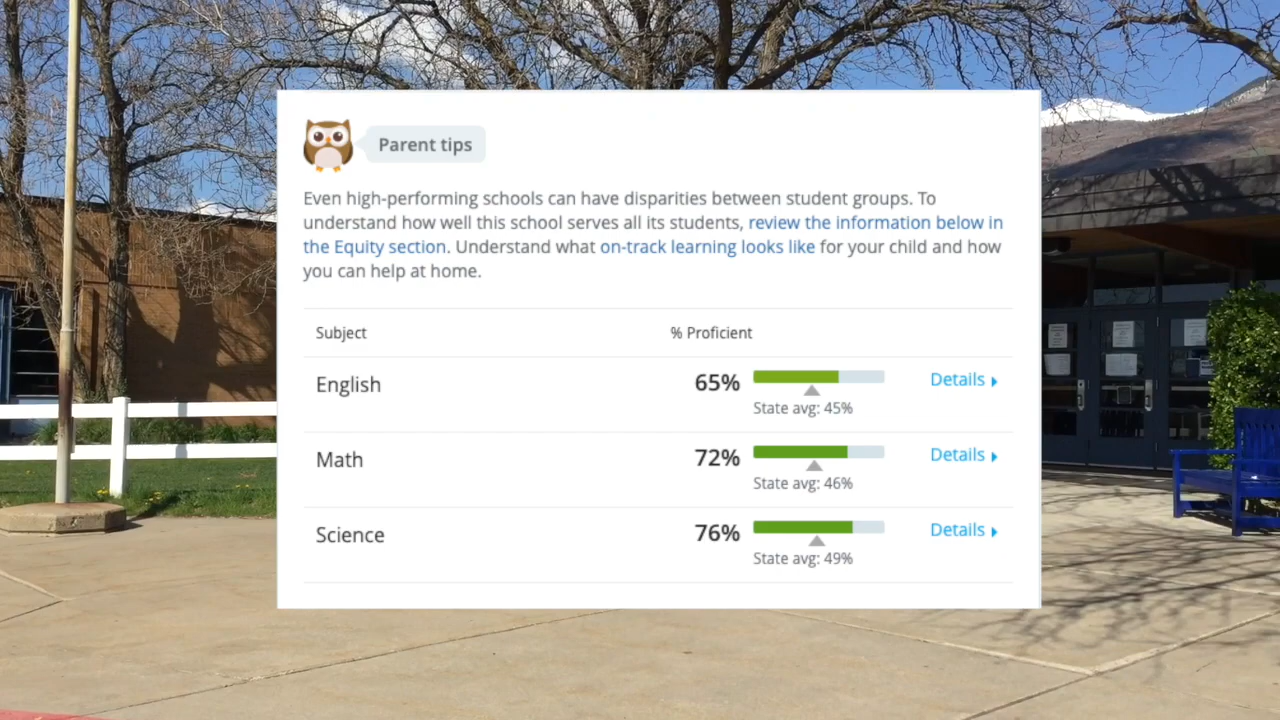 Parent tips
Even high-performing schools can have disparities between student groups. To
understand how well this school serves all its students, review the information below in
the Equity section. Understand what on-track learning looks like for your child and how
you can help at home.
Subject % Proficient
English 65% Details
State avg: 45%
Math 72% Details
State avg: 46%
Science 76% Details
State avg: 49%